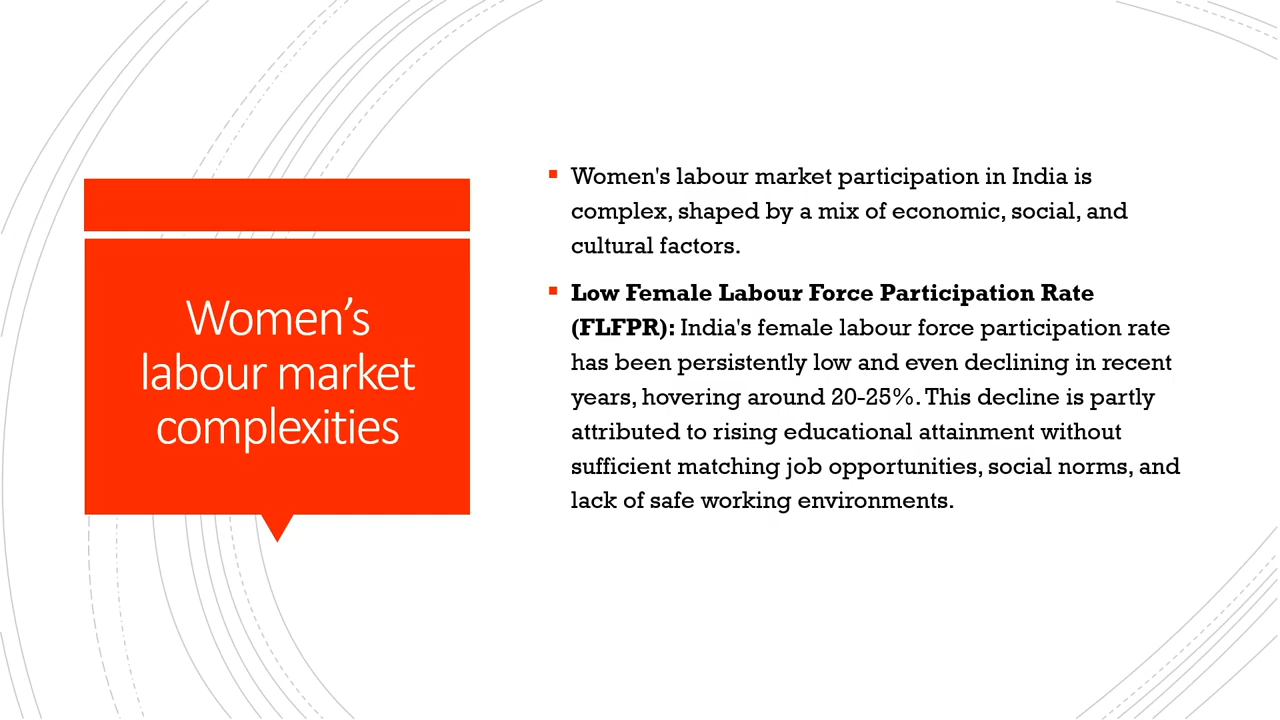 Women’s
labour market
complexities
Women's labour market participation in India is
complex, shaped by a mix of economic, social, and
cultural factors.
Low Female Labour Force Participation Rate
(FLFPR): India's female labour force participation rate
has been persistently low and even declining in recent
years, hovering around 20-25%. This decline is partly
attributed to rising educational attainment without
sufficient matching job opportunities, social norms, and
lack of safe working environments.